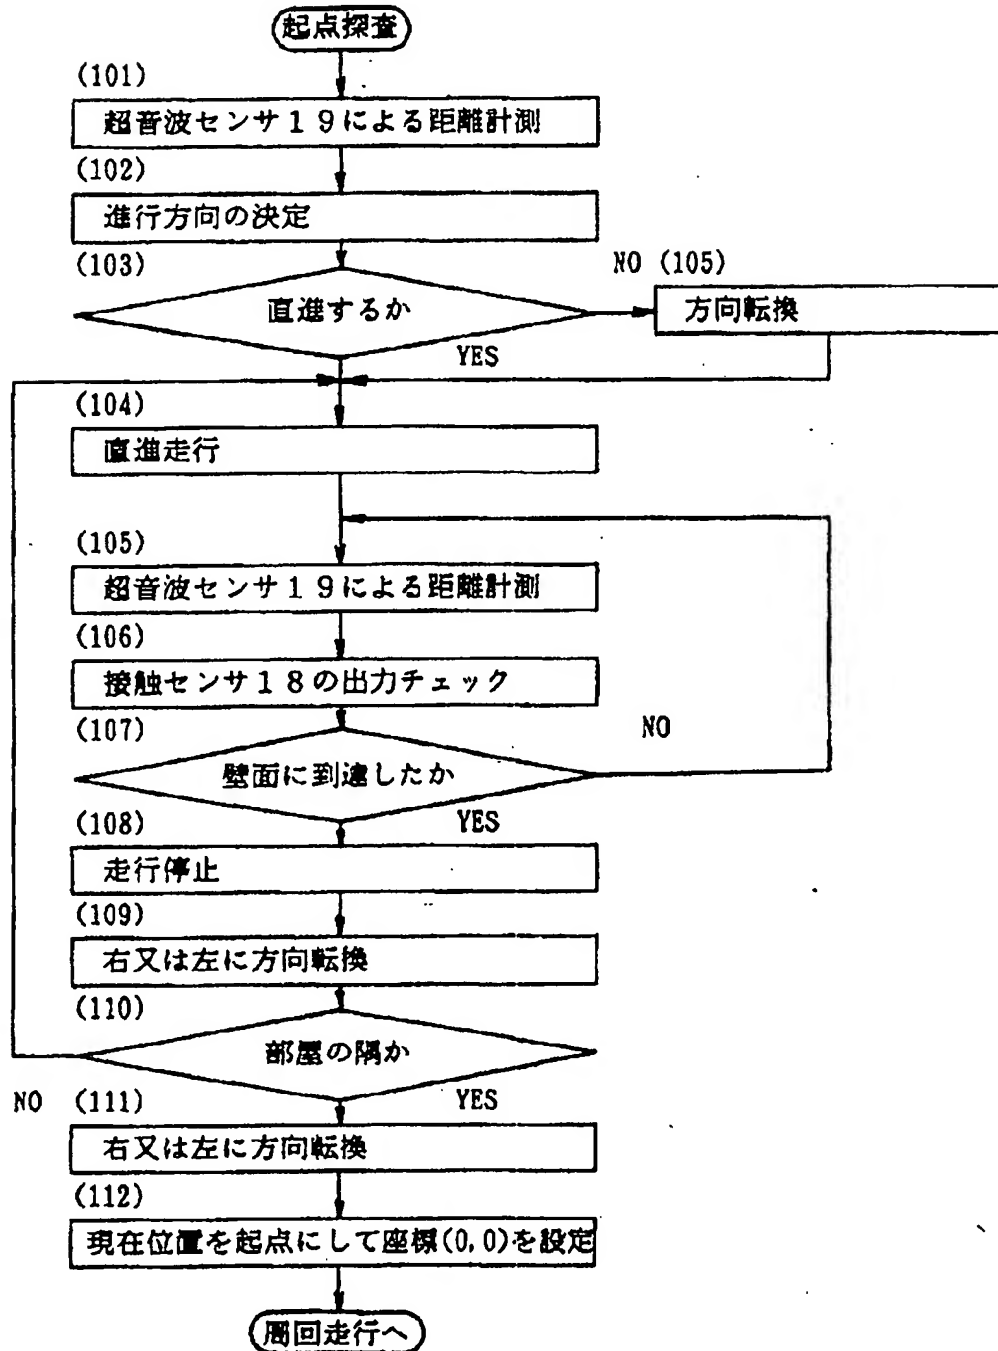 起点探査
(101)
超音波センサ19による距離計測
(102)
進行方向の決定
(103)
直進するか
NO (105)
方向転換
YES
(104)
直進走行
(105)
超音波センサ19による距離計測
(106)
接触センサ18の出力チェック
(107)
NO
壁面に到達したか
(108)
YES
走行停止
(109)
右又は左に方向転換
(110)
部屋の隅か
NO
(111)
YES
右又は左に方向転換
(112)
現在位置を起点にして座標(0,0)を設定
周回走行へ